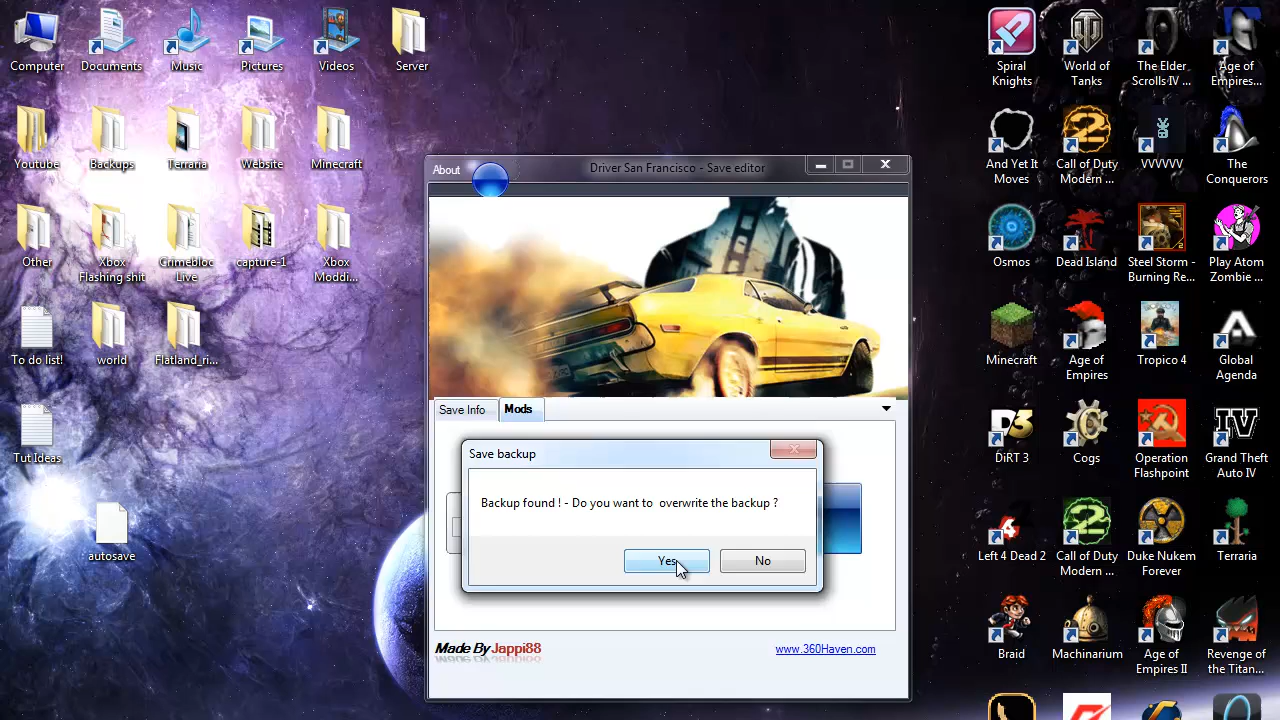 Computer
Documents
Music
Pictures
Videos
Server
Youtube
Backups
Terraria
Website
Minecraft
Other
Xbox
Flashing shit
Crimebloc
Live
capture-1
Xbox
Moddi...
To do list!
world
Flatland_ri...
Tut Ideas
autosave
About
Driver San Francisco - Save editor
Save Info
Mods
Save backup
Backup found ! - Do you want to  overwrite the backup ?
Yes
No
Made By Jappi88
www.360Haven.com
Spiral
Knights
World of
Tanks
The Elder
Scrolls IV ...
Age of
Empires...
And Yet It
Moves
Call of Duty
Modern ...
VVVVVV
The
Conquerors
Osmos
Dead Island
Steel Storm -
Burning Re...
Play Atom
Zombie ...
Minecraft
Age of
Empires
Tropico 4
Global
Agenda
D3
DiRT 3
Cogs
Operation
Flashpoint
IV
Grand Theft
Auto IV
Left 4 Dead 2
Call of Duty
Modern ...
Duke Nukem
Forever
Terraria
Braid
Machinarium
Age of
Empires II
Revenge of
the Titan...